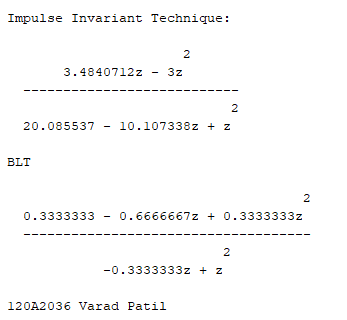 Impulse Invariant Technique:
2
3.4840712z - 3z
---------------------------
2
20.085537 - 10.107338z + z
BLT
2
0.3333333 - 0.6666667z + 0.3333333z
------------------------------------
2
-0.3333333z + z
120A2036 Varad Patil